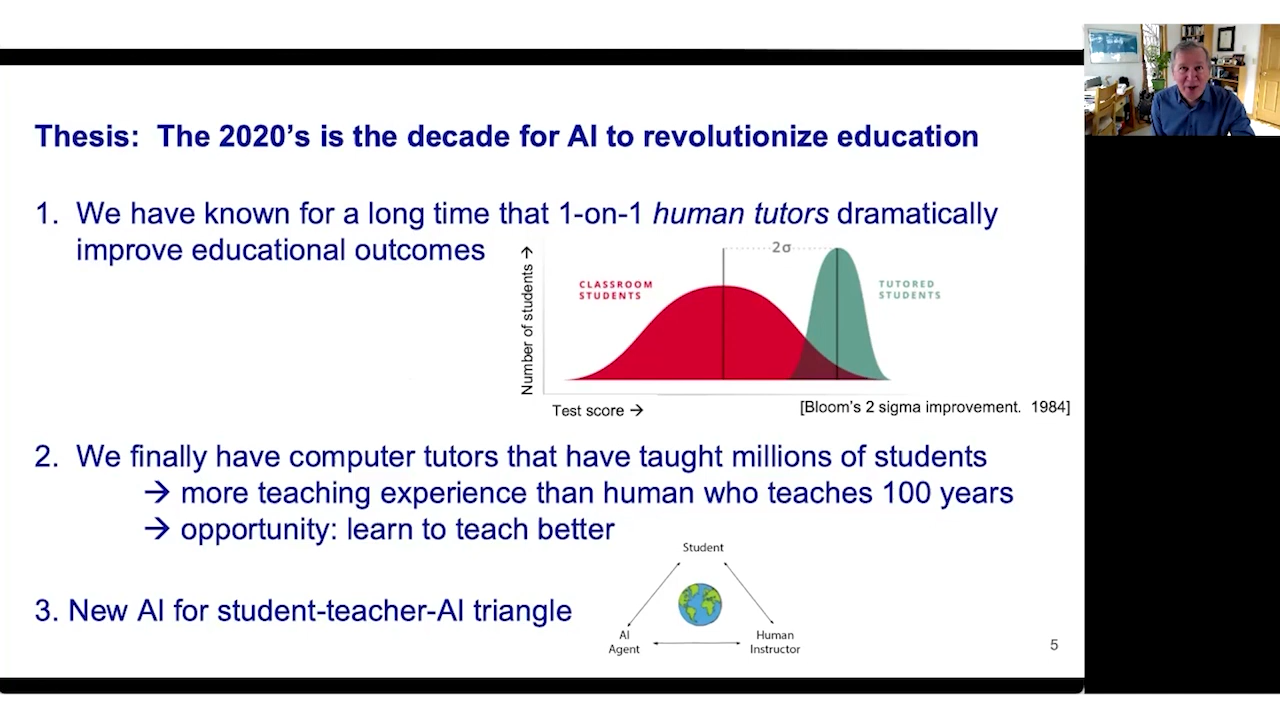 Thesis:  The 2020's is the decade for AI to revolutionize education
1.  We have known for a long time that 1-on-1 human tutors dramatically
improve educational outcomes
2σ
CLASSROOM
STUDENTS
TUTORED
STUDENTS
Number of students →
Test score →
[Bloom's 2 sigma improvement.  1984]
2.  We finally have computer tutors that have taught millions of students
→ more teaching experience than human who teaches 100 years
→ opportunity: learn to teach better
Student
3. New AI for student-teacher-AI triangle
AI
Agent
Human
Instructor
5